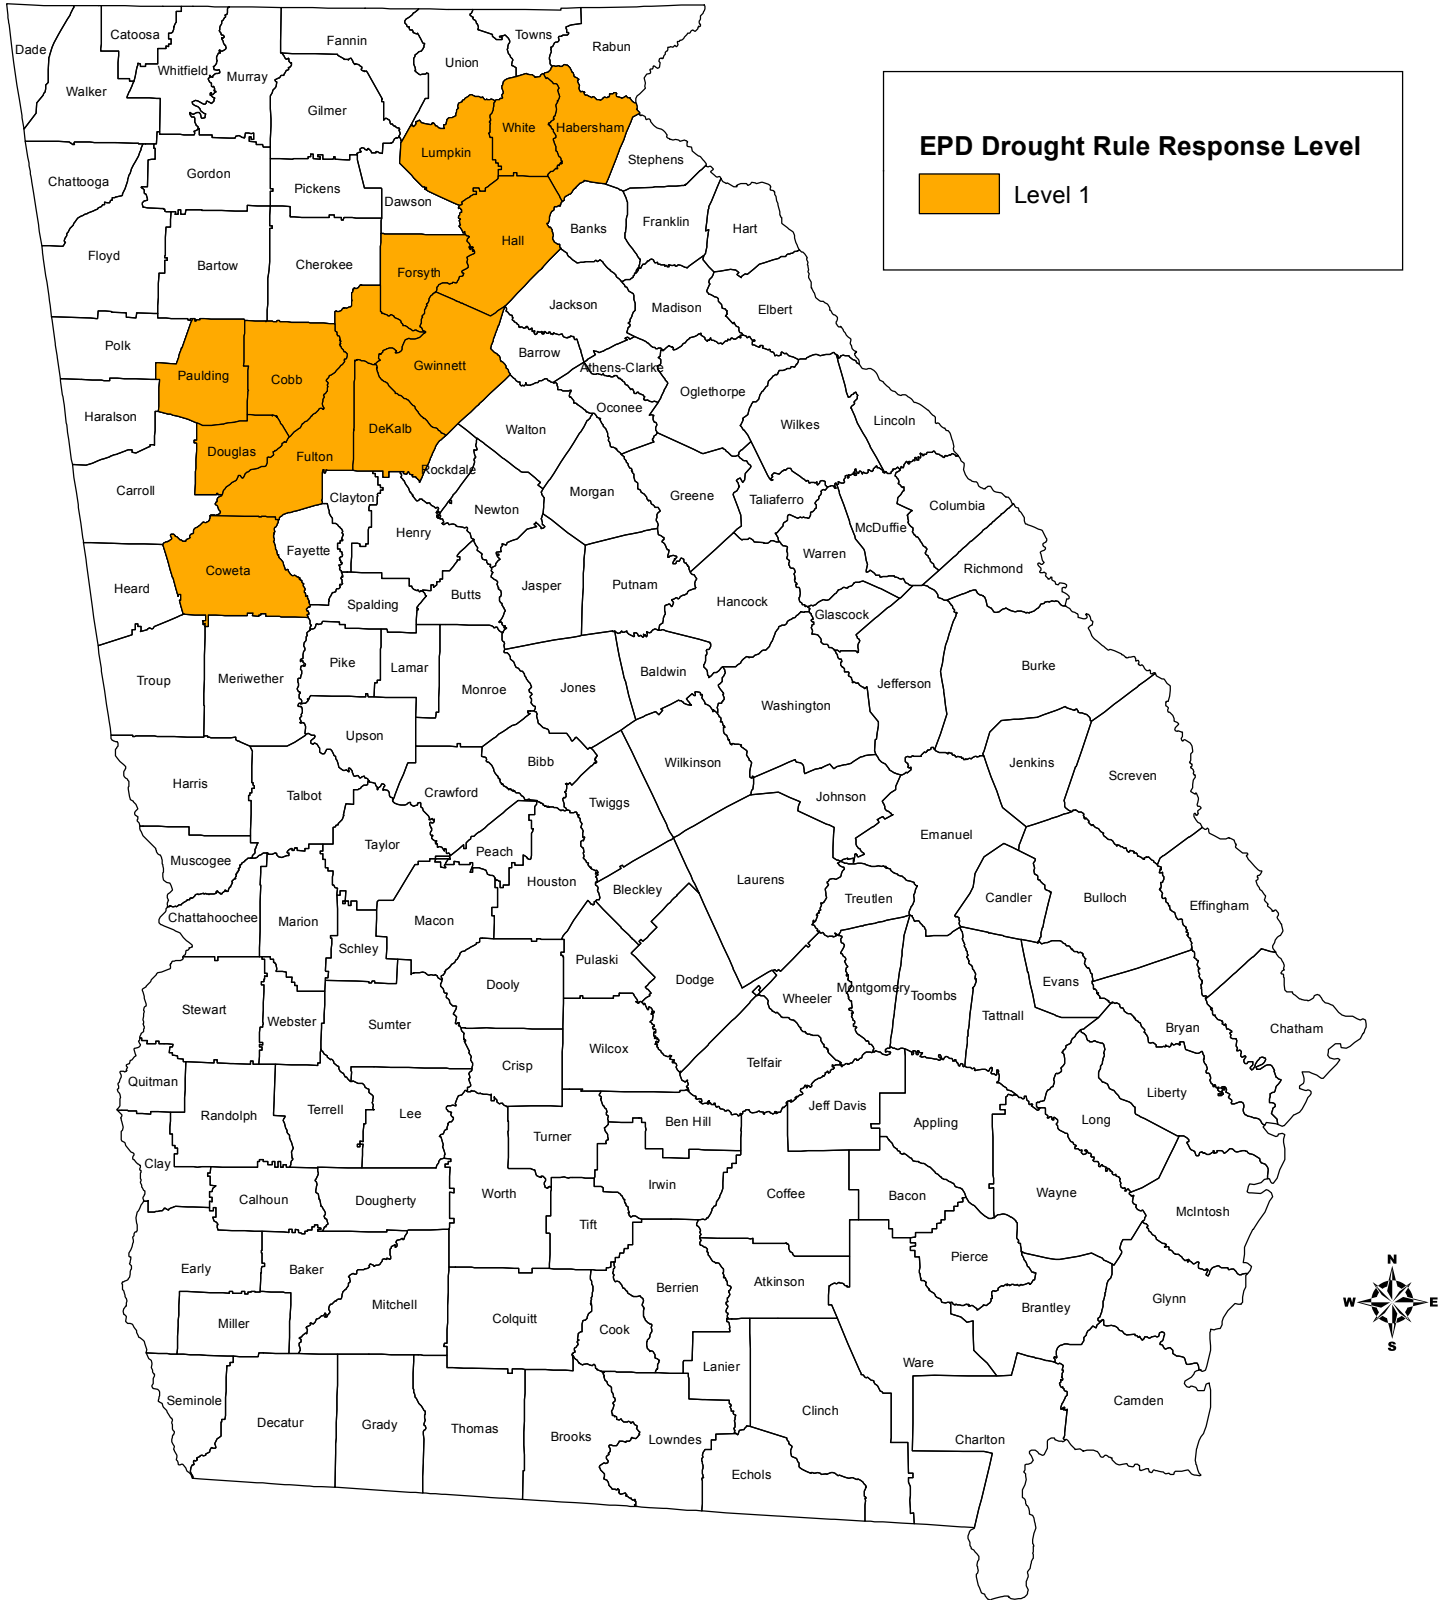 Dade
Catoosa
Whitfield
Walker
Murray
Fannin
Union
Towns
Rabun
Gilmer
White
Habersham
Lumpkin
Stephens
Chattooga
Gordon
Pickens
Dawson
Banks
Franklin
Hart
Hall
Floyd
Bartow
Cherokee
Forsyth
Jackson
Madison
Elbert
Polk
Paulding
Cobb
Gwinnett
Barrow
Athens-Clarke
Oglethorpe
Haralson
Oconee
Wilkes
Lincoln
Douglas
Fulton
DeKalb
Walton
Rockdale
Carroll
Clayton
Newton
Morgan
Greene
Taliaferro
Columbia
McDuffie
Henry
Fayette
Warren
Richmond
Coweta
Heard
Spalding
Butts
Jasper
Putnam
Hancock
Glascock
Troup
Meriwether
Pike
Lamar
Monroe
Jones
Baldwin
Washington
Jefferson
Burke
Upson
Bibb
Wilkinson
Jenkins
Screven
Harris
Talbot
Crawford
Twiggs
Johnson
Emanuel
Muscogee
Taylor
Peach
Houston
Bleckley
Laurens
Treutlen
Candler
Bulloch
Effingham
Chattahoochee
Marion
Macon
Schley
Pulaski
Dodge
Dooly
Wheeler
Montgomery
Toombs
Tattnall
Evans
Bryan
Chatham
Stewart
Webster
Sumter
Crisp
Wilcox
Telfair
Quitman
Randolph
Terrell
Lee
Turner
Ben Hill
Jeff Davis
Appling
Long
Liberty
Clay
Calhoun
Dougherty
Worth
Tift
Irwin
Coffee
Bacon
Wayne
McIntosh
Early
Baker
Mitchell
Berrien
Atkinson
Pierce
Brantley
Glynn
Miller
Colquitt
Cook
Lanier
Ware
Seminole
Decatur
Grady
Thomas
Brooks
Lowndes
Clinch
Charlton
Camden
Echols
EPD Drought Rule Response Level
Level 1
N
W E
S